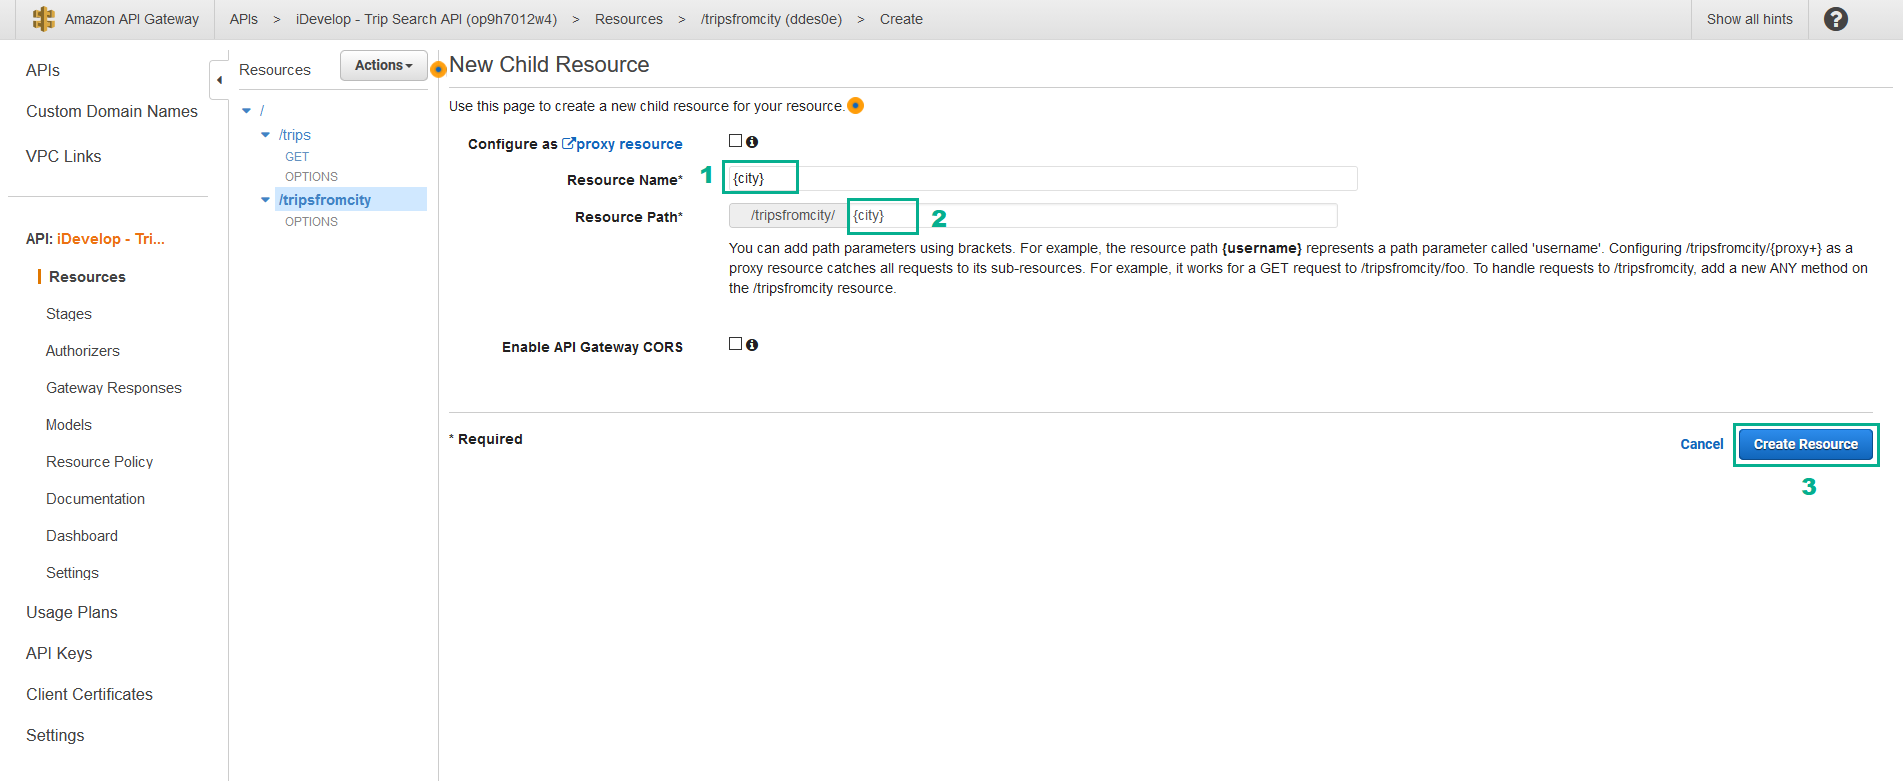 Amazon API Gateway APIs > iDevelop - Trip Search API (op9h7012w4) > Resources > /tripsfromcity (ddes0e) > Create Show all hints ?
APIs
Custom Domain Names
VPC Links
API: iDevelop - Tri...
Resources
Stages
Authorizers
Gateway Responses
Models
Resource Policy
Documentation
Dashboard
Settings
Usage Plans
API Keys
Client Certificates
Settings
Resources Actions
/
/trips
GET
OPTIONS
/tripsfromcity
OPTIONS
New Child Resource
Use this page to create a new child resource for your resource.
Configure as proxy resource
Resource Name* 1 {city}
Resource Path* /tripsfromcity/ {city} 2
You can add path parameters using brackets. For example, the resource path {username} represents a path parameter called 'username'. Configuring /tripsfromcity/{proxy+} as a
proxy resource catches all requests to its sub-resources. For example, it works for a GET request to /tripsfromcity/foo. To handle requests to /tripsfromcity, add a new ANY method on
the /tripsfromcity resource.
Enable API Gateway CORS
* Required
Cancel Create Resource
3